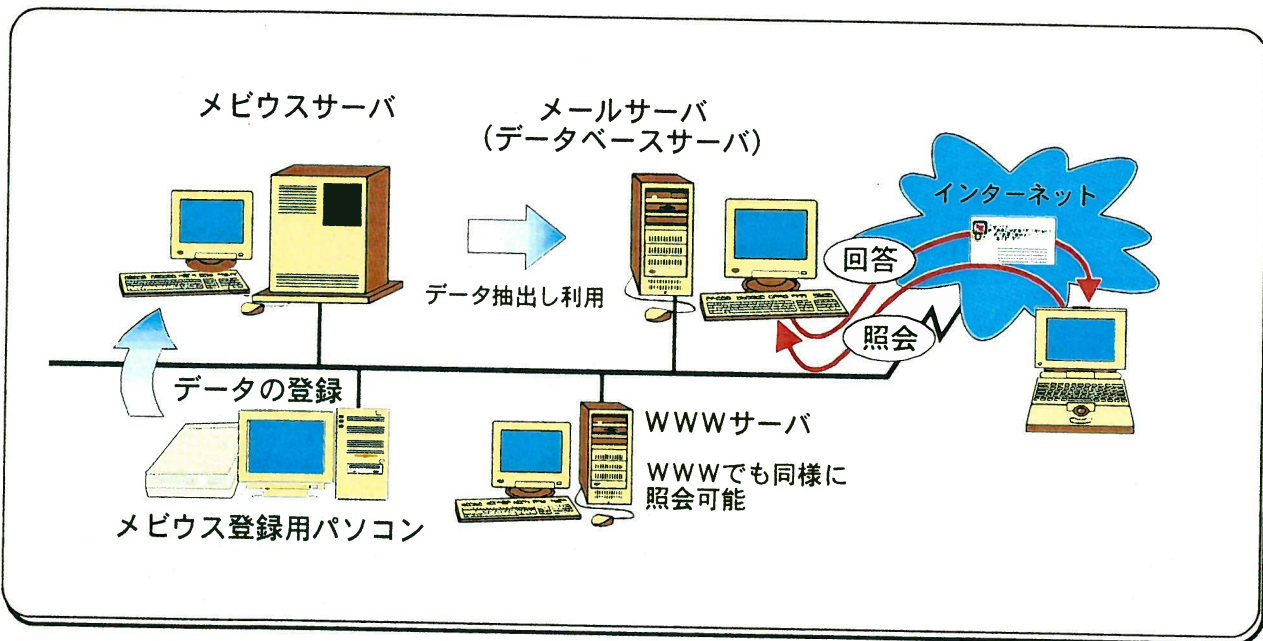 メビウスサーバ
メールサーバ
(データベースサーバ)
インターネット
回答
データ抽出し利用
照会
データの登録
WWWサーバ
WWWでも同様に
照会可能
メビウス登録用パソコン